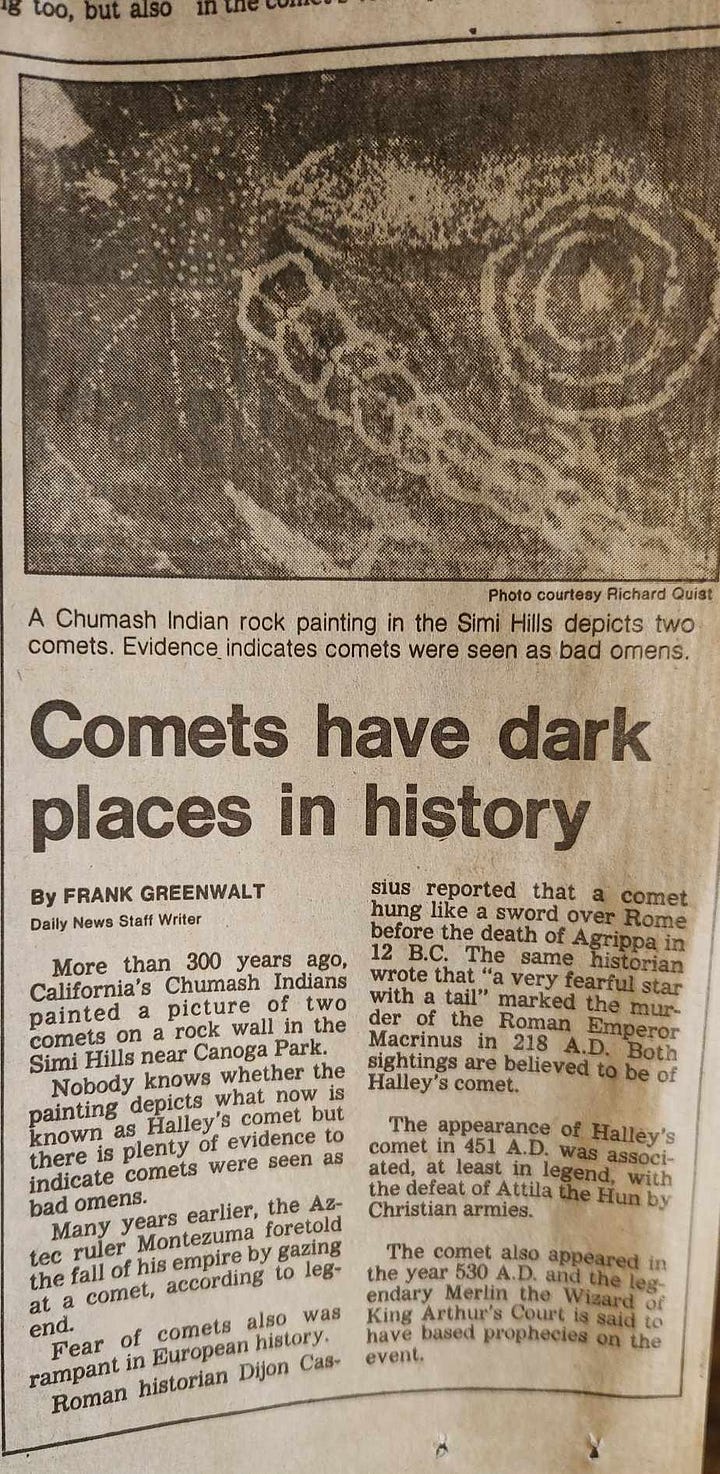 too, but also in the
Photo courtesy Richard Quist
A Chumash Indian rock painting in the Simi Hills depicts two
comets. Evidence indicates comets were seen as bad omens.
Comets have dark
places in history
By FRANK GREENWALT
Daily News Staff Writer
More than 300 years ago,
California's Chumash Indians
painted a picture of two
comets on a rock wall in the
Simi Hills near Canoga Park.
Nobody knows whether the
painting depicts what now is
known as Halley's comet but
there is plenty of evidence to
indicate comets were seen as
bad omens.
Many years earlier, the Az-
tec ruler Montezuma foretold
the fall of his empire by gazing
at a comet, according to leg-
end.
Fear of comets also was
rampant in European history.
Roman historian Dijon Cas-
sius reported that a comet
hung like a sword over Rome
before the death of Agrippa in
12 B.C. The same historian
wrote that "a very fearful star
with a tail" marked the mur-
der of the Roman Emperor
Macrinus in 218 A.D. Both
sightings are believed to be of
Halley's comet.
The appearance of Halley's
comet in 451 A.D. was associ-
ated, at least in legend, with
the defeat of Attila the Hun by
Christian armies.
The comet also appeared in
the year 530 A.D. and the leg-
endary Merlin the Wizard of
King Arthur's Court is said to
have based prophecies on the
event.